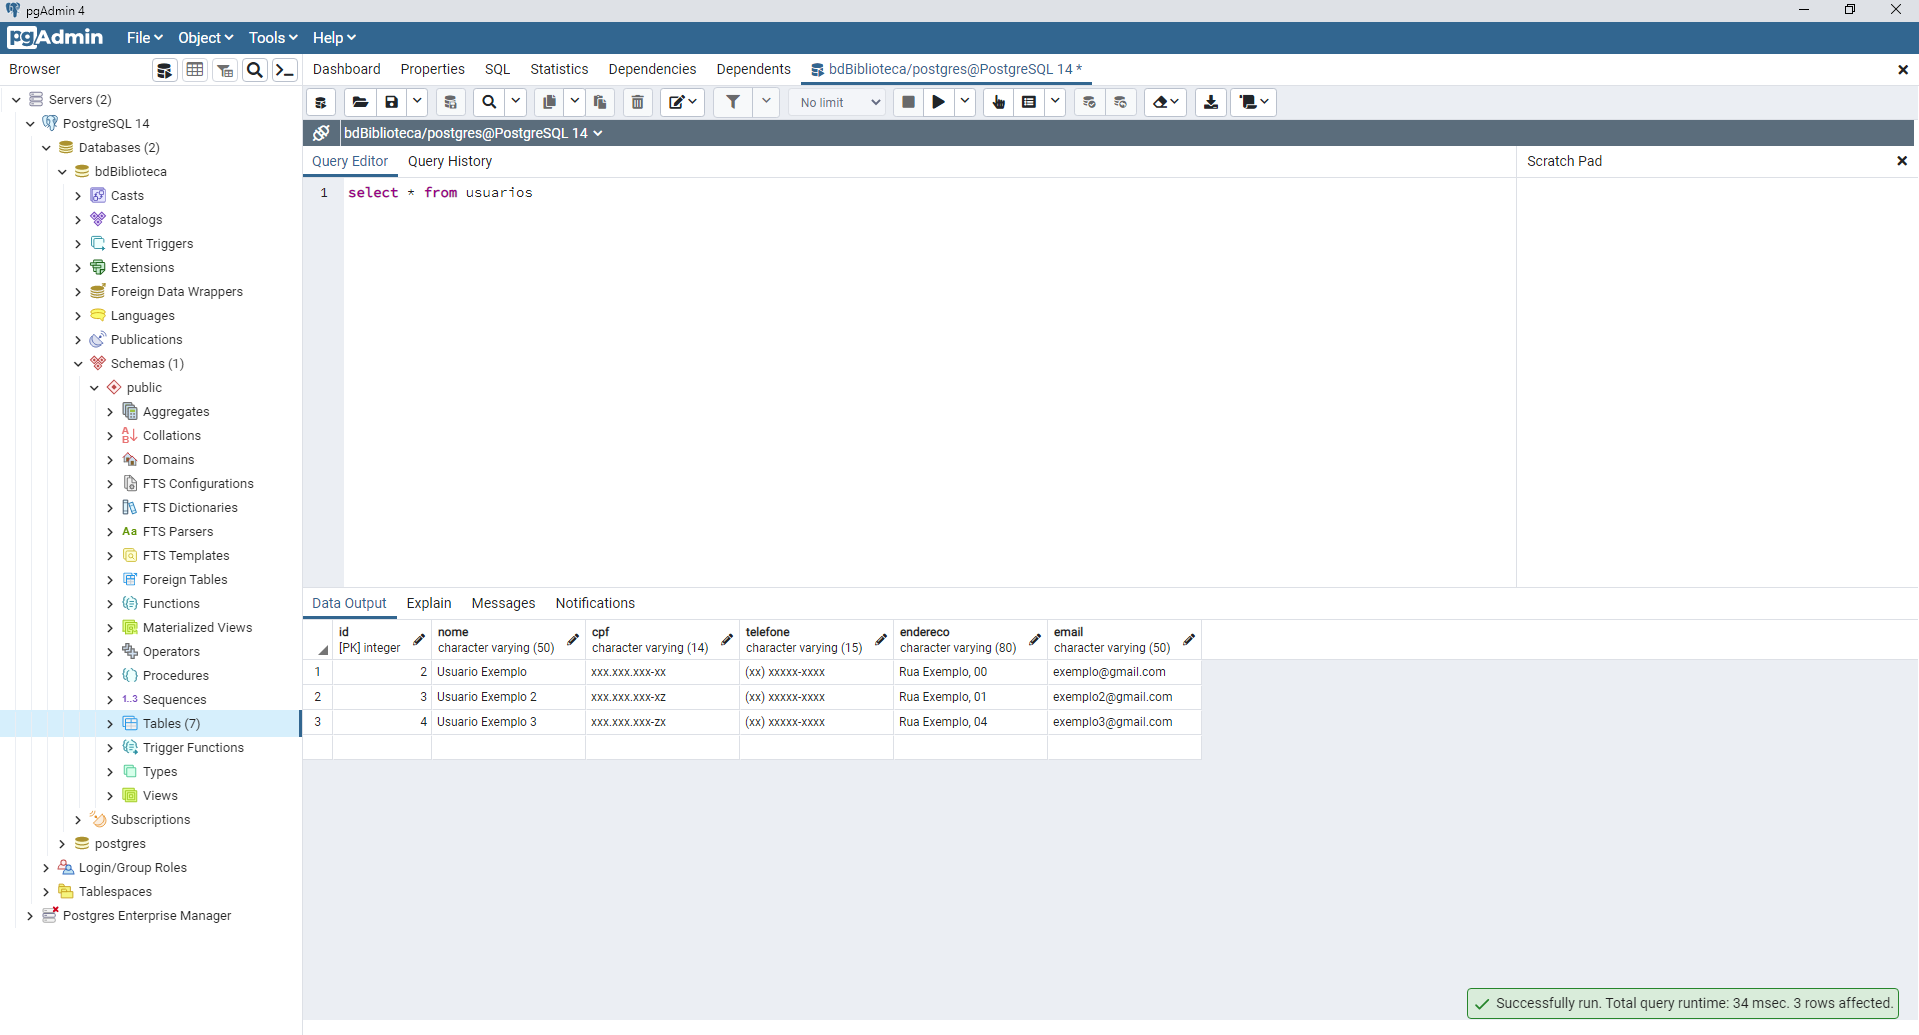 pgAdmin 4
pgAdmin File Object Tools Help
Browser
Dashboard Properties SQL Statistics Dependencies Dependents bdBiblioteca/postgres@PostgreSQL 14 *
Servers (2)
PostgreSQL 14
Databases (2)
bdBiblioteca
Casts
Catalogs
Event Triggers
Extensions
Foreign Data Wrappers
Languages
Publications
Schemas (1)
public
Aggregates
Collations
Domains
FTS Configurations
FTS Dictionaries
Aa FTS Parsers
FTS Templates
Foreign Tables
Functions
Materialized Views
Operators
Procedures
1..3 Sequences
Tables (7)
Trigger Functions
Types
Views
Subscriptions
postgres
Login/Group Roles
Tablespaces
Postgres Enterprise Manager
No limit
bdBiblioteca/postgres@PostgreSQL 14
Query Editor Query History
Scratch Pad
1 select * from usuarios
Data Output Explain Messages Notifications
id nome cpf telefone endereco email
[PK] integer character varying (50) character varying (14) character varying (15) character varying (80) character varying (50)
1 2 Usuario Exemplo xxx.xxx.xxx-xx (xx) xxxxx-xxxx Rua Exemplo, 00 exemplo@gmail.com
2 3 Usuario Exemplo 2 xxx.xxx.xxx-xz (xx) xxxxx-xxxx Rua Exemplo, 01 exemplo2@gmail.com
3 4 Usuario Exemplo 3 xxx.xxx.xxx-zx (xx) xxxxx-xxxx Rua Exemplo, 04 exemplo3@gmail.com
Successfully run. Total query runtime: 34 msec. 3 rows affected.